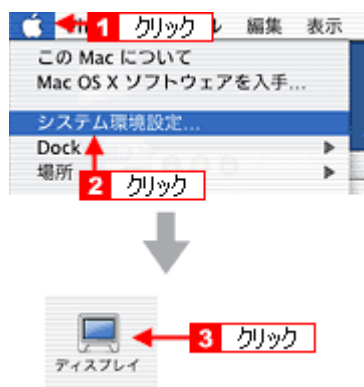 1 クリック 編集 表示
この Mac について
Mac OS X ソフトウェアを入手...
システム環境設定...
Dock
場所
2 クリック
3 クリック
ディスプレイ